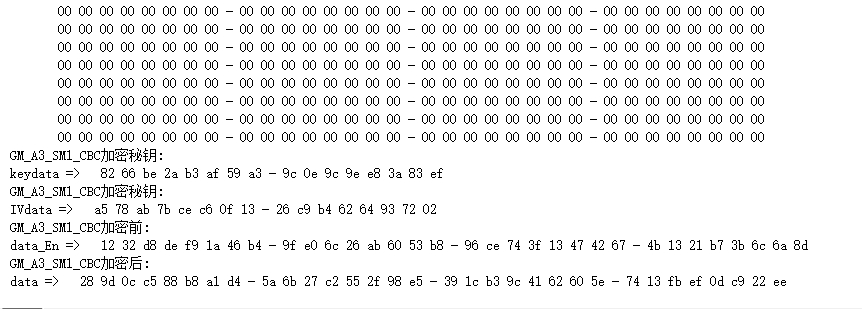 00 00 00 00 00 00 00 00 - 00 00 00 00 00 00 00 00 - 00 00 00 00 00 00 00 00 - 00 00 00 00 00 00 00 00
00 00 00 00 00 00 00 00 - 00 00 00 00 00 00 00 00 - 00 00 00 00 00 00 00 00 - 00 00 00 00 00 00 00 00
00 00 00 00 00 00 00 00 - 00 00 00 00 00 00 00 00 - 00 00 00 00 00 00 00 00 - 00 00 00 00 00 00 00 00
00 00 00 00 00 00 00 00 - 00 00 00 00 00 00 00 00 - 00 00 00 00 00 00 00 00 - 00 00 00 00 00 00 00 00
00 00 00 00 00 00 00 00 - 00 00 00 00 00 00 00 00 - 00 00 00 00 00 00 00 00 - 00 00 00 00 00 00 00 00
00 00 00 00 00 00 00 00 - 00 00 00 00 00 00 00 00 - 00 00 00 00 00 00 00 00 - 00 00 00 00 00 00 00 00
00 00 00 00 00 00 00 00 - 00 00 00 00 00 00 00 00 - 00 00 00 00 00 00 00 00 - 00 00 00 00 00 00 00 00
00 00 00 00 00 00 00 00 - 00 00 00 00 00 00 00 00 - 00 00 00 00 00 00 00 00 - 00 00 00 00 00 00 00 00
GM_A3_SM1_CBC加密秘钥:
keydata => 82 66 be 2a b3 af 59 a3 - 9c 0e 9c 9e e8 3a 83 ef
GM_A3_SM1_CBC加密秘钥:
IVdata => a5 78 ab 7b ce c6 0f 13 - 26 c9 b4 62 64 93 72 02
GM_A3_SM1_CBC加密前:
data_En => 12 32 d8 de f9 1a 46 b4 - 9f e0 6c 26 ab 60 53 b8 - 96 ce 74 3f 13 47 42 67 - 4b 13 21 b7 3b 6c 6a 8d
GM_A3_SM1_CBC加密后:
data => 28 9d 0c c5 88 b8 a1 d4 - 5a 6b 27 c2 55 2f 98 e5 - 39 1c b3 9c 41 62 60 5e - 74 13 fb ef 0d c9 22 ee